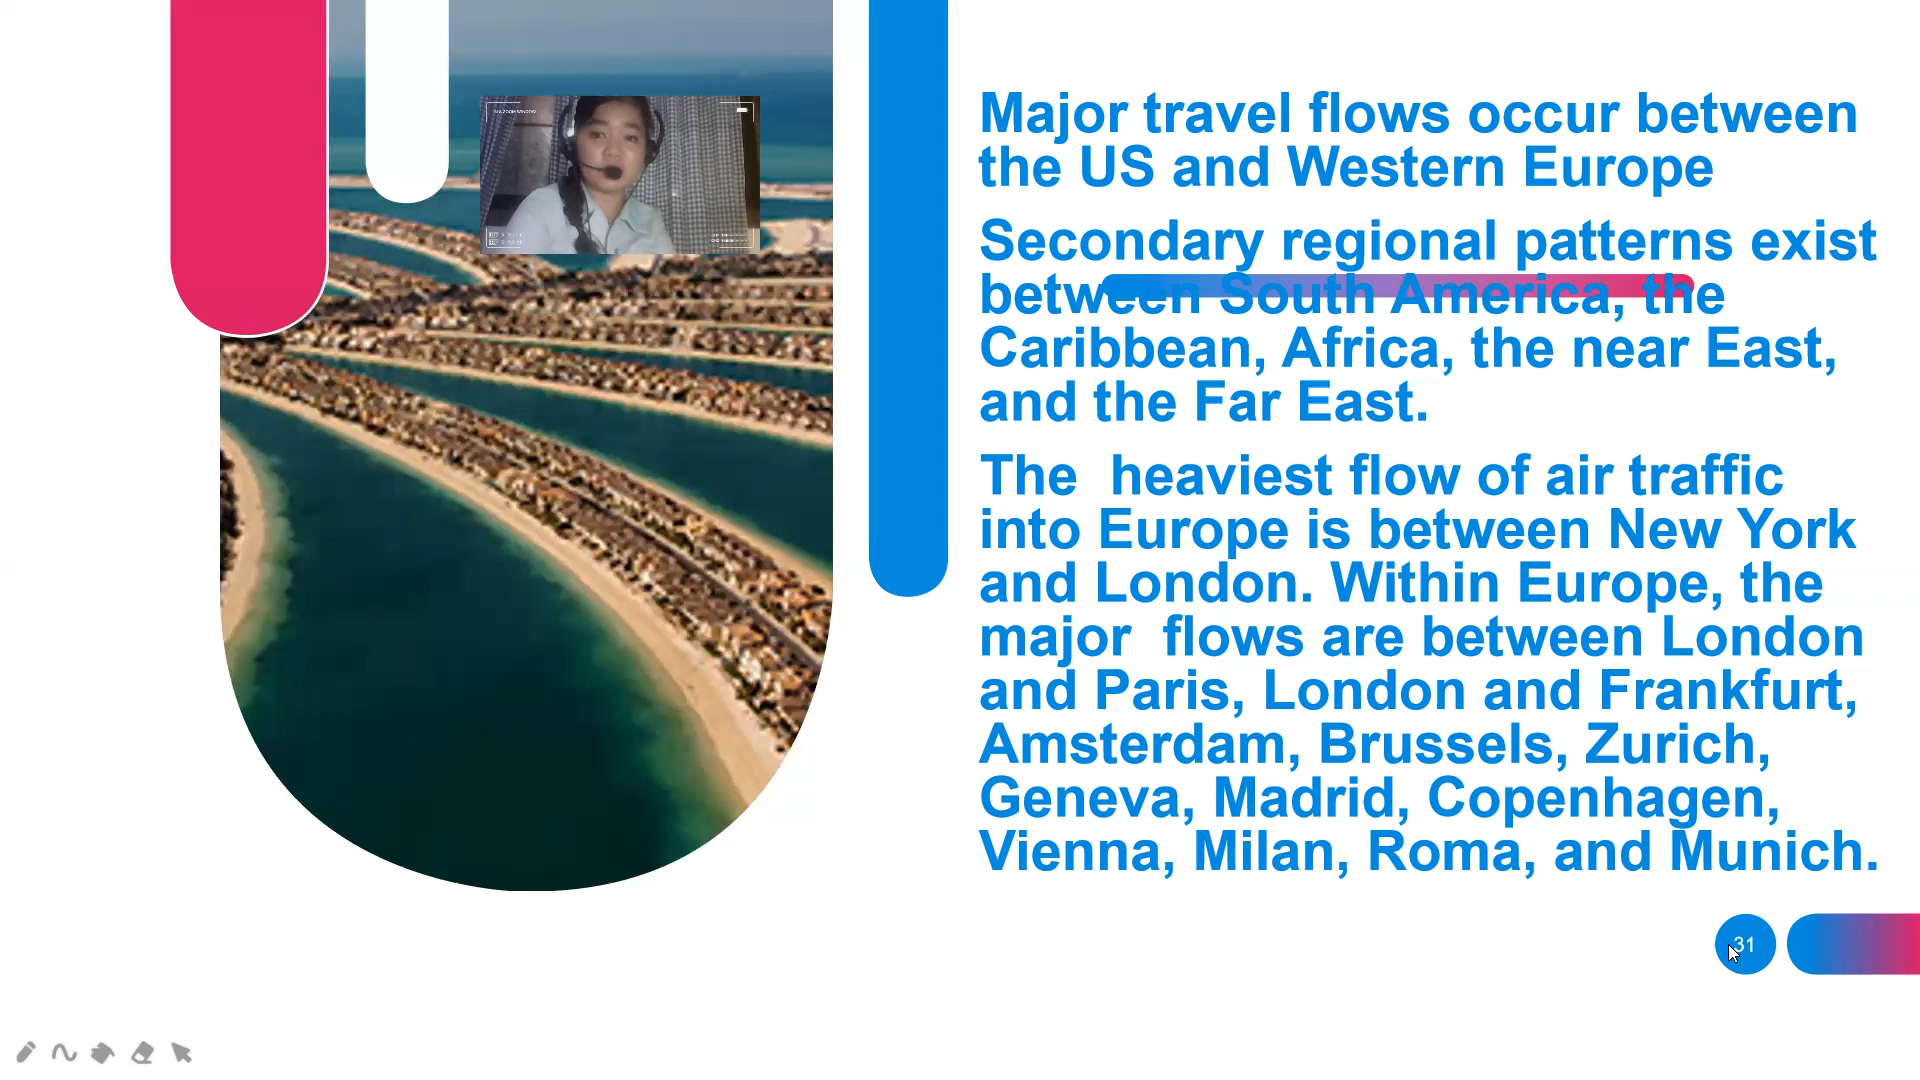 Major travel flows occur between
the US and Western Europe
Secondary regional patterns exist
between South America, the
Caribbean, Africa, the near East,
and the Far East.
The  heaviest flow of air traffic
into Europe is between New York
and London. Within Europe, the
major  flows are between London
and Paris, London and Frankfurt,
Amsterdam, Brussels, Zurich,
Geneva, Madrid, Copenhagen,
Vienna, Milan, Roma, and Munich.
31